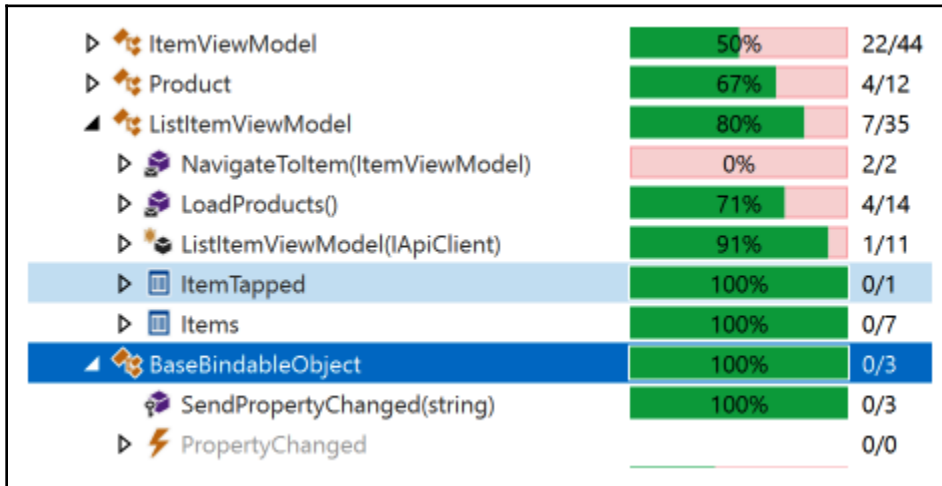 ItemViewModel 50% 22/44
Product 67% 4/12
ListItemViewModel 80% 7/35
NavigateToItem(ItemViewModel) 0% 2/2
LoadProducts() 71% 4/14
ListItemViewModel(IApiClient) 91% 1/11
ItemTapped 100% 0/1
Items 100% 0/7
BaseBindableObject 100% 0/3
SendPropertyChanged(string) 100% 0/3
PropertyChanged 0/0